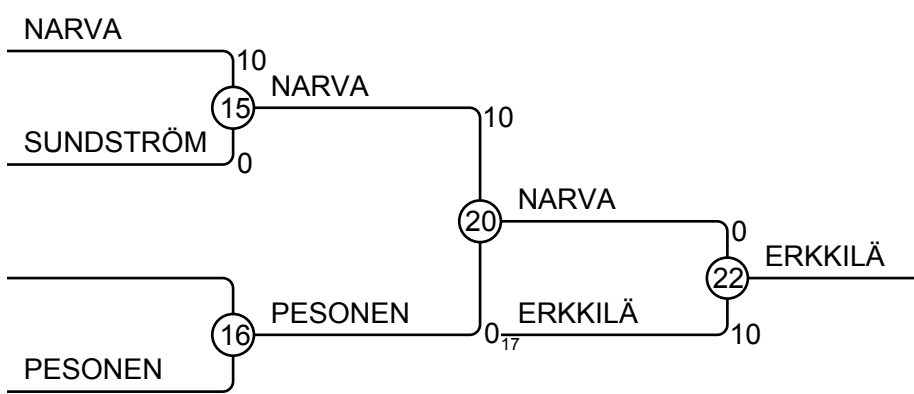 NARVA
10
15
NARVA
SUNDSTRÖM
0
10
20
NARVA
0
22
ERKKILÄ
16
PESONEN
0
17
ERKKILÄ
10
PESONEN